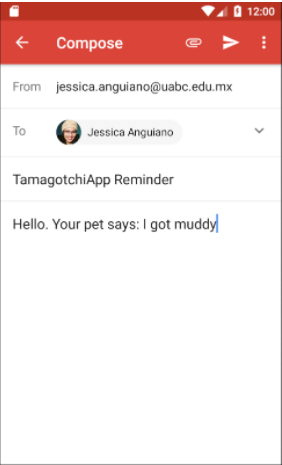 12:00
Compose
From jessica.anguiano@uabc.edu.mx
To Jessica Anguiano
TamagotchiApp Reminder
Hello. Your pet says: I got muddy